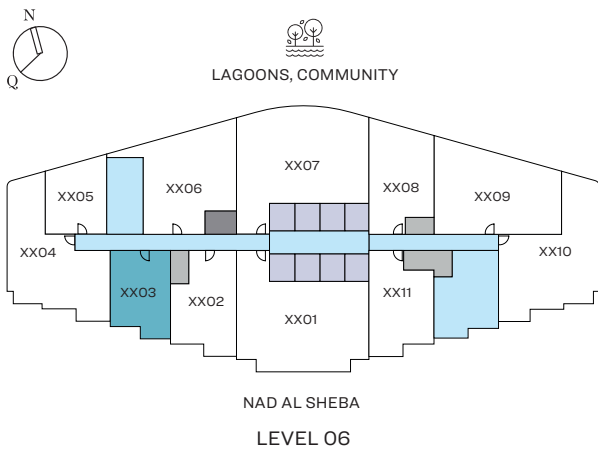 N
Q
LAGOONS, COMMUNITY
XX07
XX05
XX06
XX08
XX09
XX04
XX10
XX03
XX02
XX11
XX01
NAD AL SHEBA
LEVEL 06